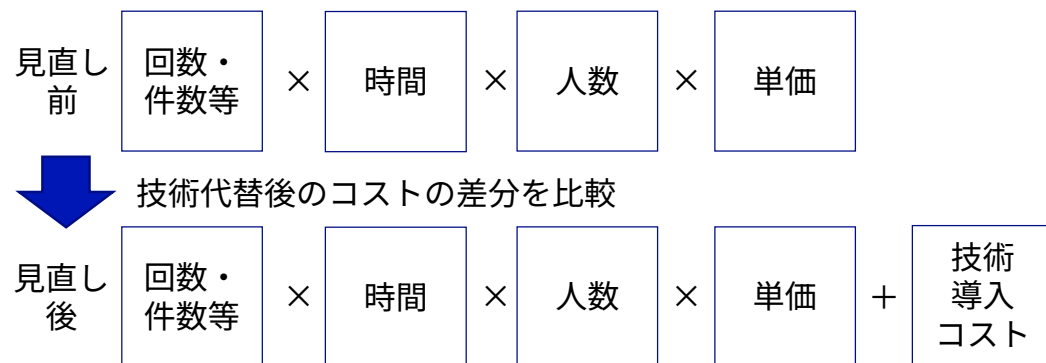 見直し
前
回数・
件数等
×
時間
×
人数
×
単価
技術代替後のコストの差分を比較
見直し
後
回数・
件数等
×
時間
×
人数
×
単価
＋
技術
導入
コスト